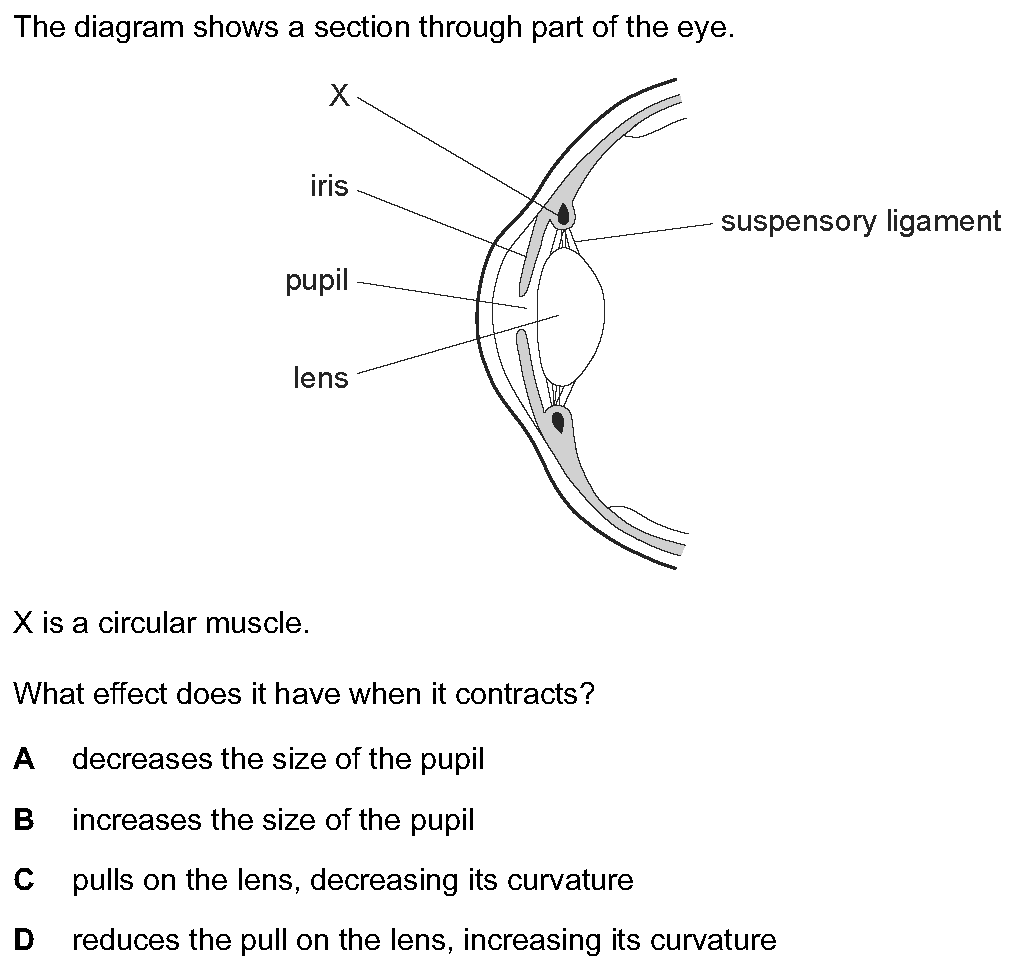 The diagram shows a section through part of the eye.
X
iris
suspensory ligament
pupil
lens
X is a circular muscle.
What effect does it have when it contracts?
A decreases the size of the pupil
B increases the size of the pupil
C pulls on the lens, decreasing its curvature
D reduces the pull on the lens, increasing its curvature